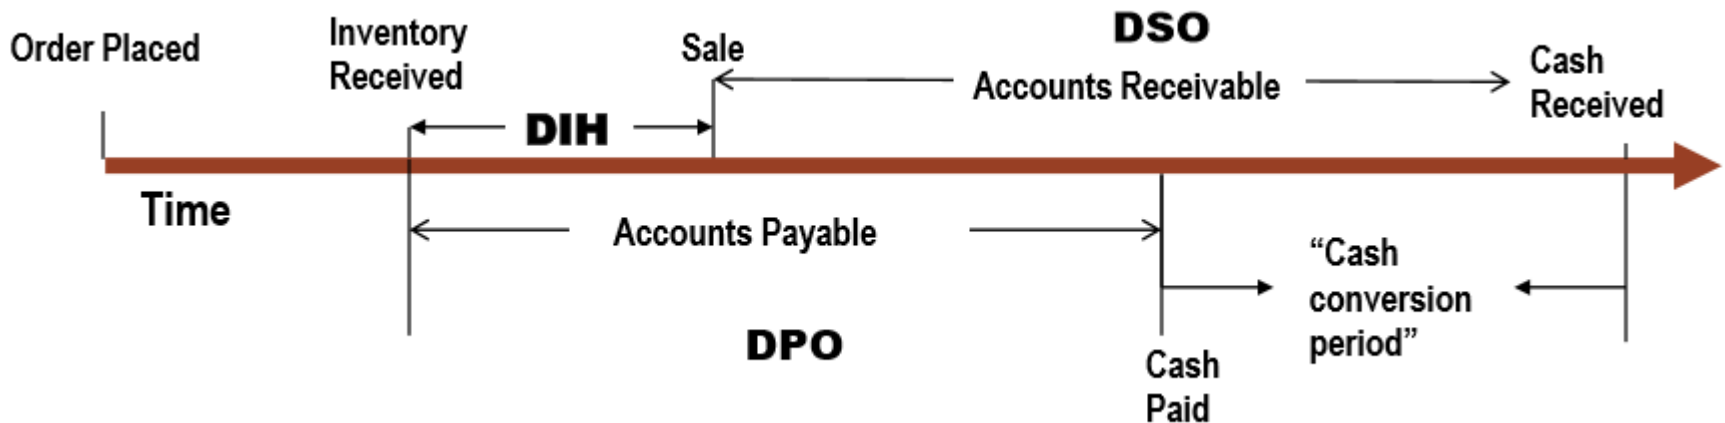 Order Placed
Inventory
Received
Sale
DSO
Accounts Receivable
Cash
Received
DIH
Time
Accounts Payable
“Cash
conversion
period”
DPO
Cash
Paid